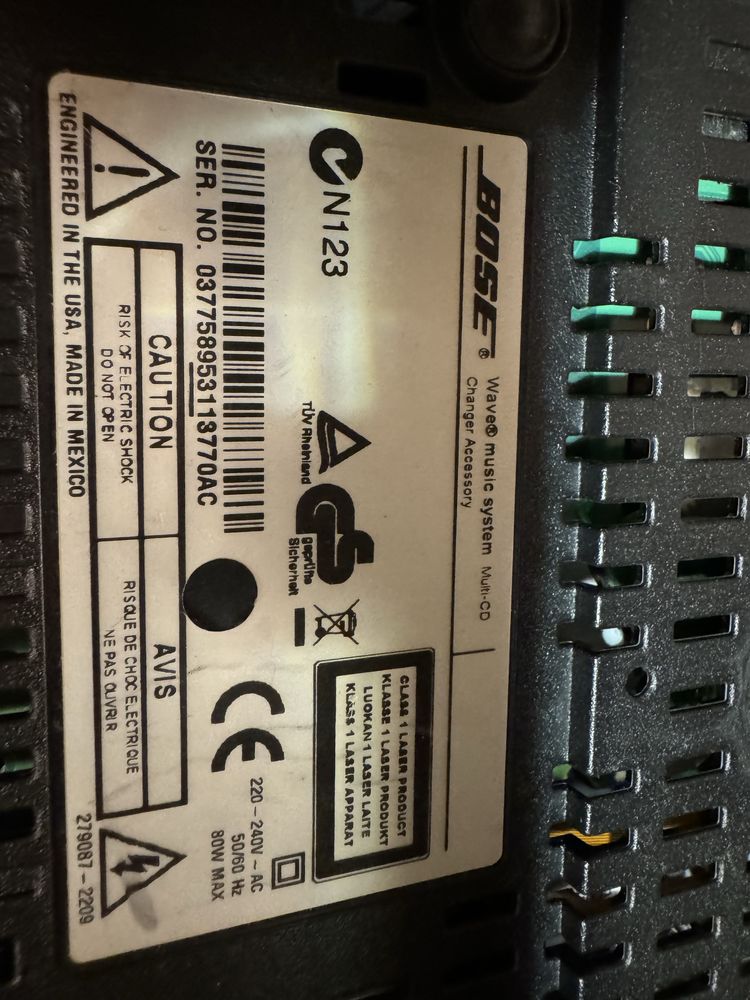 BOSE® Wave® music system Multi-CD
Changer Accessory
N123
TÜV Rheinland
geprüfte
Sicherheit
CLASS 1 LASER PRODUCT
KLASSE 1 LASER PRODUKT
LUOKAN 1 LASER LAITE
KLASS 1 LASER APPARAT
SER. NO. 037758953113770AC
220-240V ~ AC
50/60 Hz
80W MAX
CAUTION
RISK OF ELECTRIC SHOCK
DO NOT OPEN
AVIS
RISQUE DE CHOC ELECTRIQUE
NE PAS OUVRIR
ENGINEERED IN THE USA, MADE IN MEXICO
279087-2209